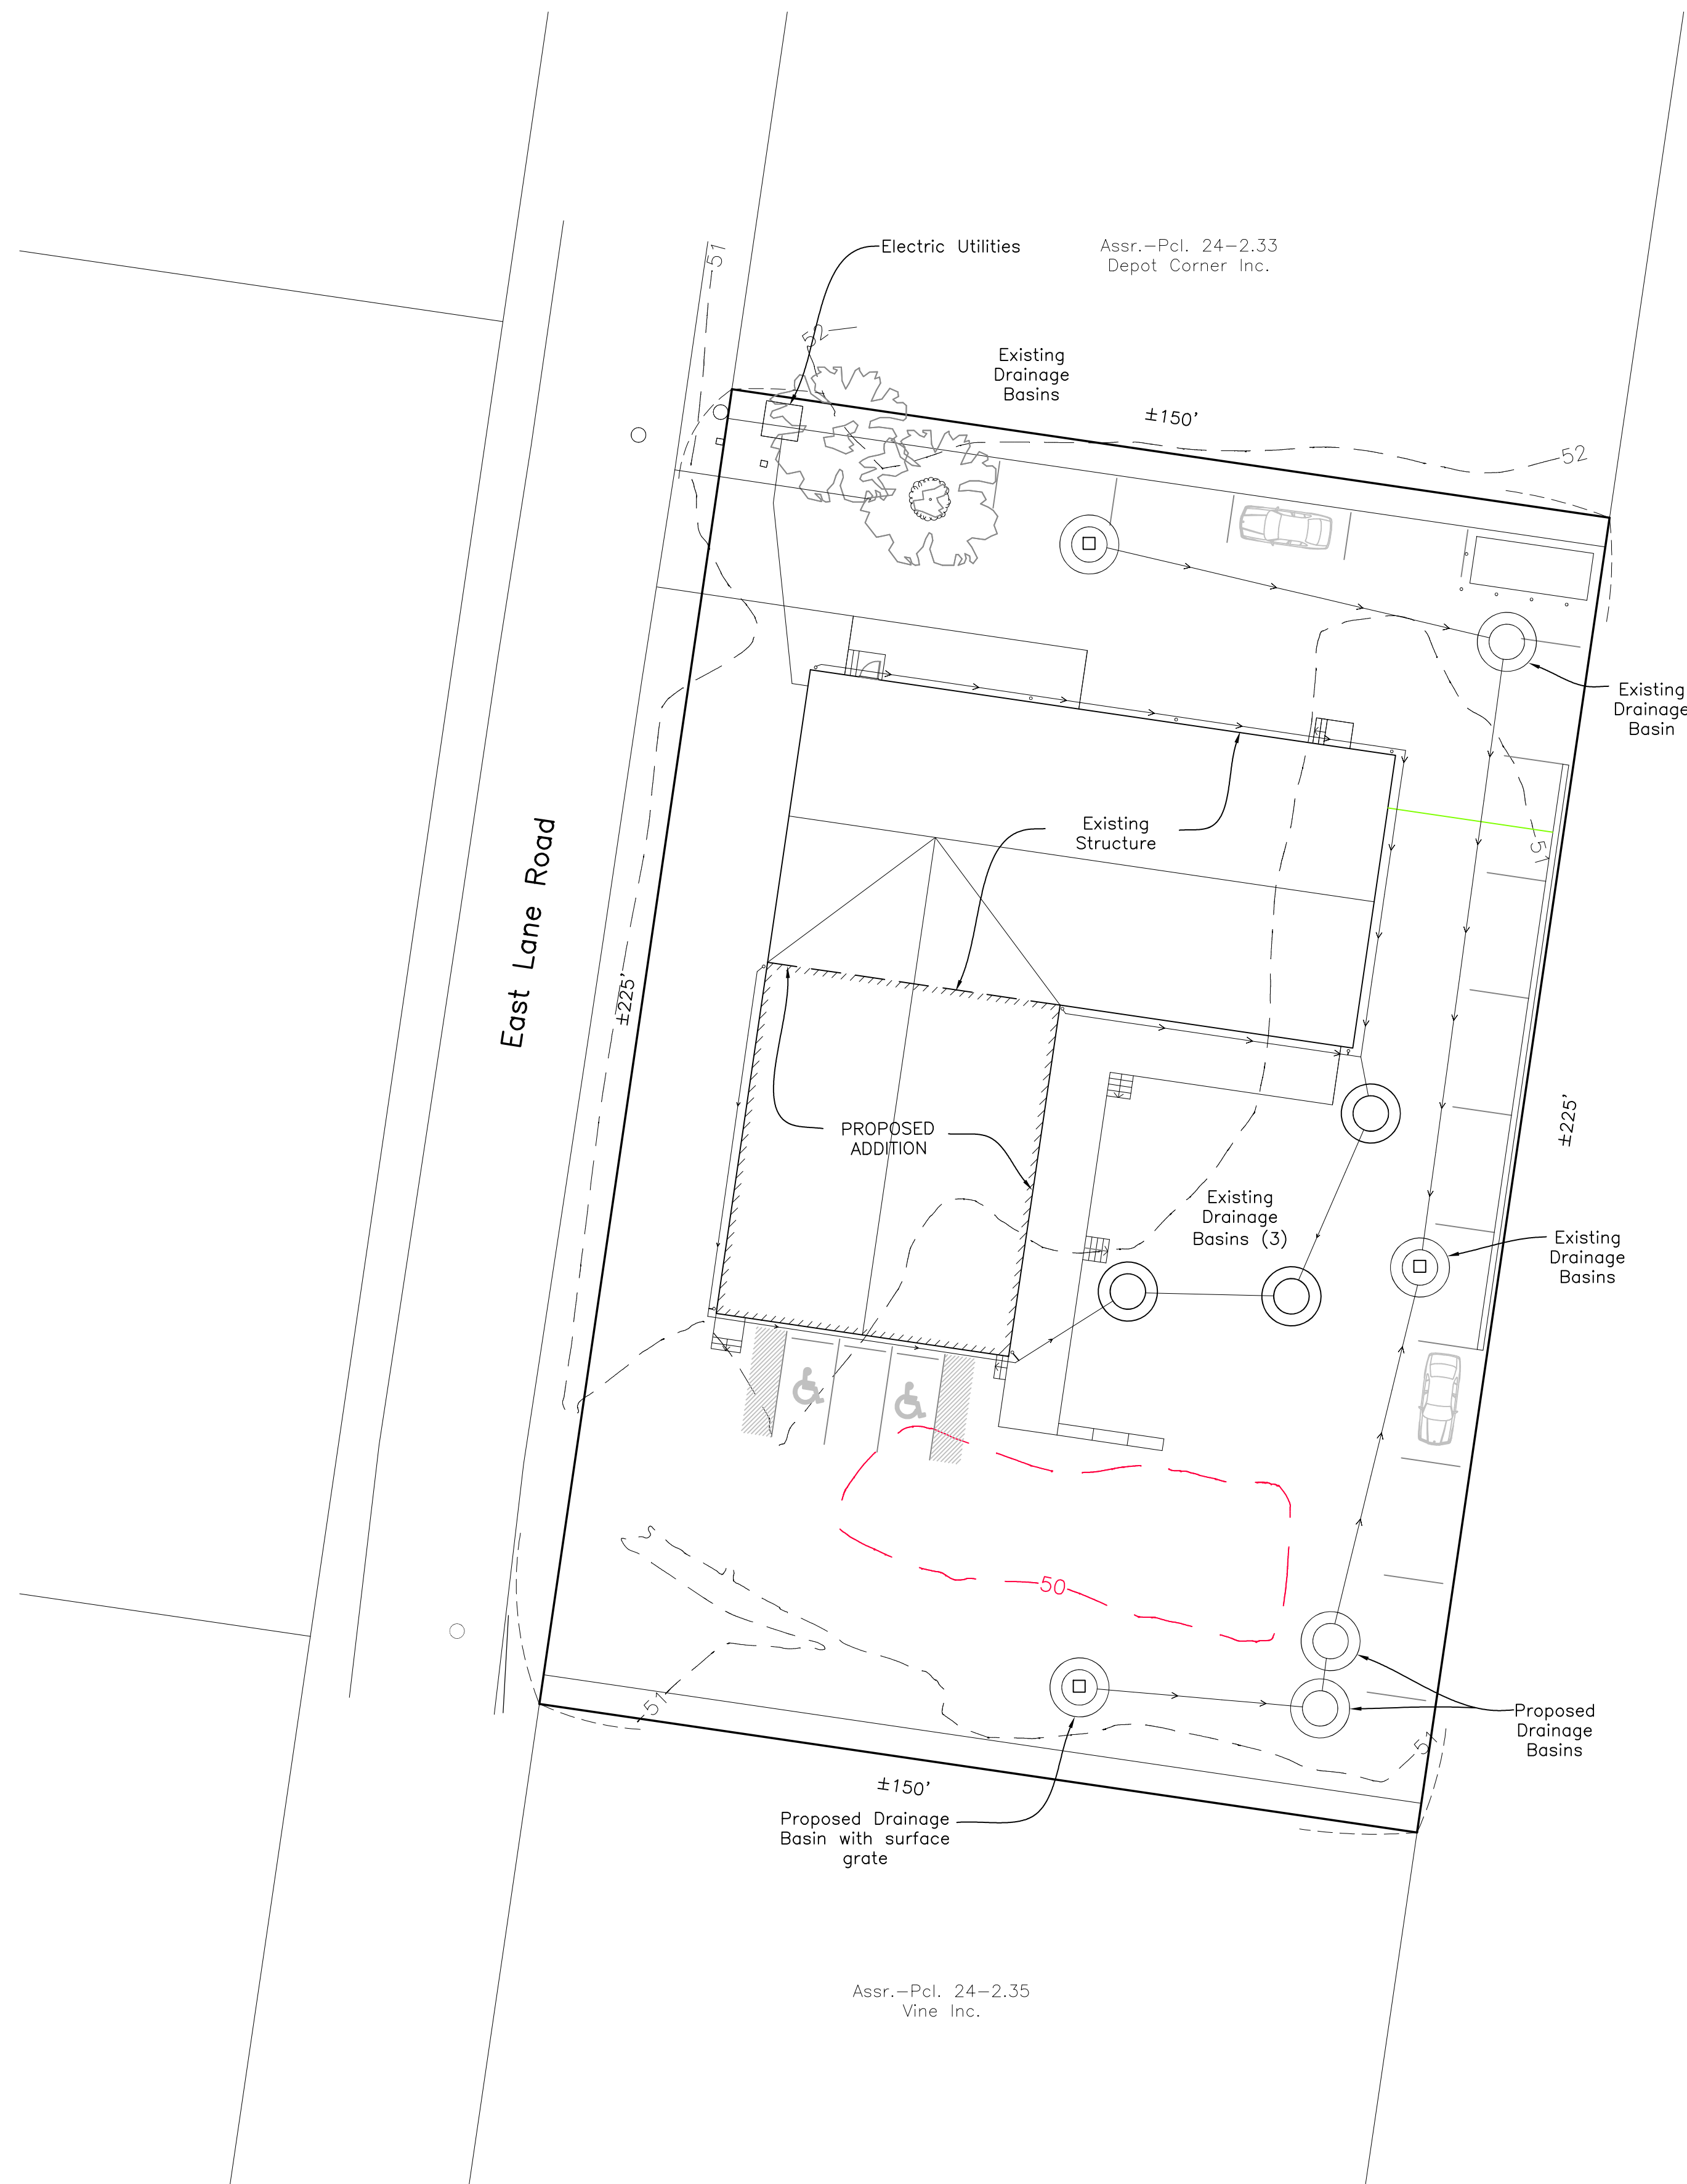 51
Electric Utilities
Assr.-Pcl. 24-2.33
Depot Corner Inc.
52
Existing
Drainage
Basins
±150'
52
Existing
Drainage
Basin
Existing
Structure
51
East Lane Road
±225'
±225'
PROPOSED
ADDITION
Existing
Drainage
Basins (3)
Existing
Drainage
Basins
50
51
Proposed
Drainage
Basins
51
±150'
Proposed Drainage
Basin with surface
grate
Assr.-Pcl. 24-2.35
Vine Inc.